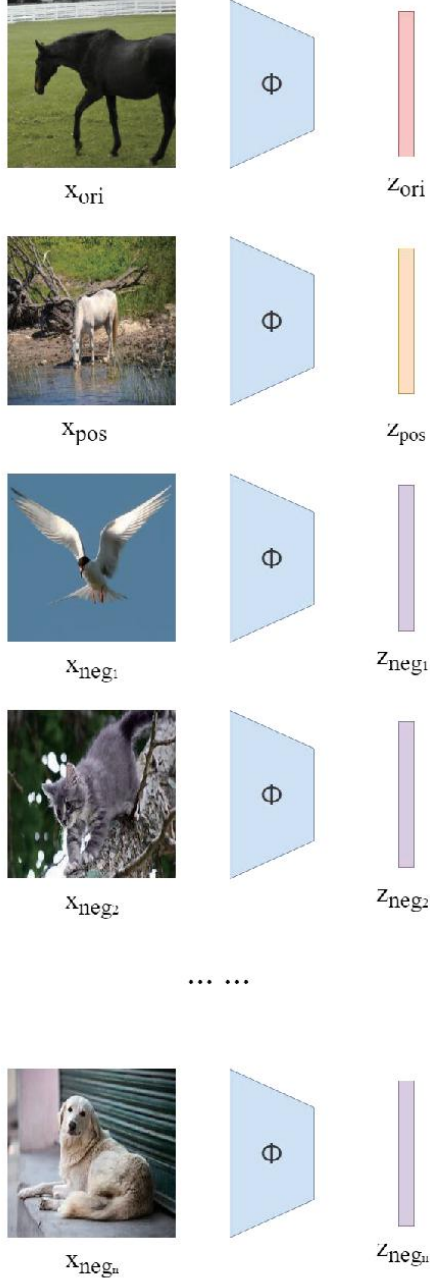 Φ
x_ori z_ori
Φ
x_pos z_pos
Φ
x_neg₁ z_neg₁
Φ
x_neg₂ z_neg₂
... ...
Φ
x_negₙ z_negₙ